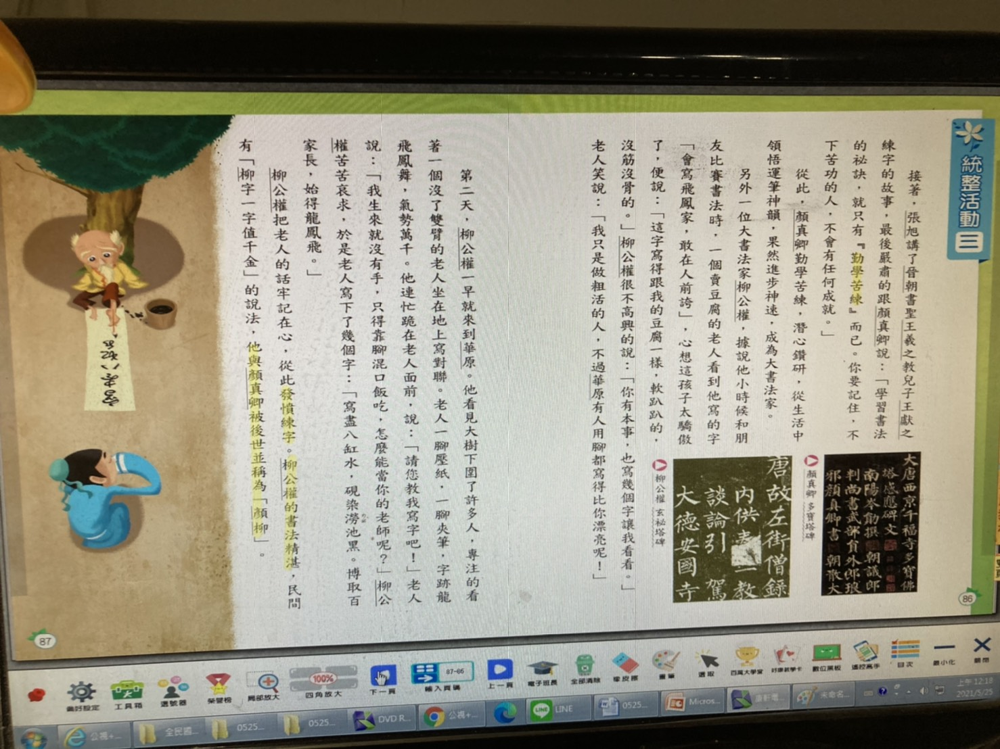 統整活動三
接著，張旭講了晉朝書聖王羲之教兒子王獻之
練字的故事，最後嚴肅的跟顏真卿說：「學習書法
的祕訣，就只有『勤學苦練』而已。你要記住，不
下苦功的人，不會有任何成就。」
從此，顏真卿勤學苦練，潛心鑽研，從生活中
領悟運筆神韻，果然進步神速，成為大書法家。
另外一位大書法家柳公權，據說他小時候和朋
友比賽書法時，一個賣豆腐的老人看到他寫的字
「會寫飛鳳家，敢在人前誇」，心想這孩子太驕傲
了，便說：「這字寫得跟我的豆腐一樣，軟趴趴的，
沒筋沒骨的。」柳公權很不高興的說：「你有本事，也寫幾個字讓我看看。」
老人笑說：「我只是做粗活的人，不過華原有人用腳都寫得比你漂亮呢！」
大唐西京千福寺多寶佛
塔感應碑文
南陽岑勛撰 朝議郎
判尚書武部員外郎琅
邪顏真卿書 朝散大
顏真卿 多寶塔碑
唐故左街僧錄
內供 一教
談論引 駕
大德安國寺
柳公權 玄祕塔碑
86
第二天，柳公權一早就來到華原。他看見大樹下圍了許多人，專注的看
著一個沒了雙臂的老人坐在地上寫對聯。老人一腳壓紙，一腳夾筆，字跡龍
飛鳳舞，氣勢萬千。他連忙跪在老人面前，說：「請您教我寫字吧！」老人
說：「我生來就沒有手，只得靠腳混口飯吃，怎麼能當你的老師呢？」柳公
權苦苦哀求，於是老人寫下了幾個字：「寫盡八缸水，硯染澇池黑。博取百
家長，始得龍鳳飛。」
柳公權把老人的話牢記在心，從此發憤練字。柳公權的書法精湛，民間
有「柳字一字值千金」的說法，他與顏真卿被後世並稱為「顏柳」。
寫盡八缸
87
偏好設定
工具箱
選號器
榮譽榜
局部放大
100%
四角放大
下一頁
87-86
輸入頁碼
上一頁
電子班長
全部清除
橡皮擦
畫筆
選取
百萬大學堂
好康教學卡
數位黑板
遙控高手
目次
最小化
關閉
公視+...
全民國...
0525...
0525...
DVD R...
公視+...
LINE
0525...
Micros...
康軒電...
未命名...
上午 12:18
2021/5/25